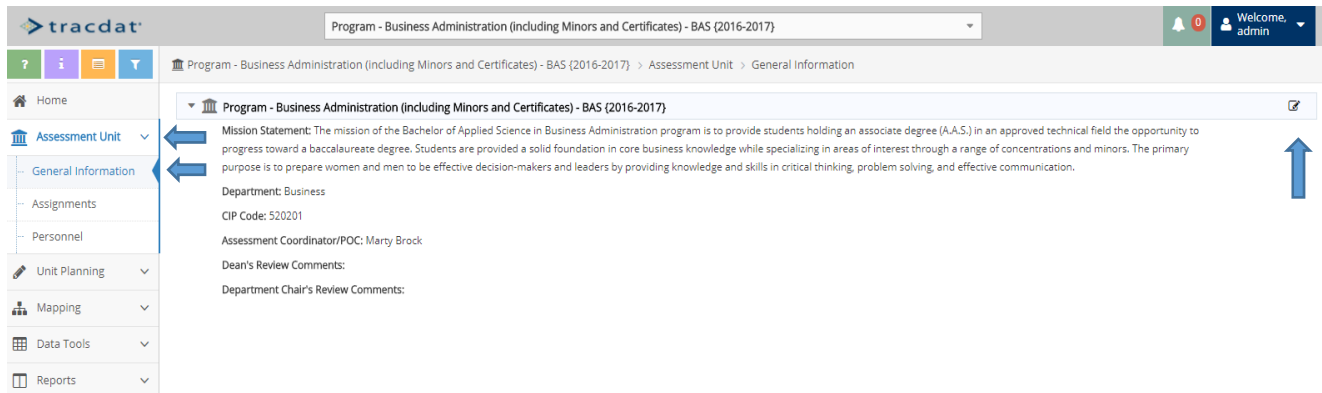 tracdat
Program - Business Administration (including Minors and Certificates) - BAS {2016-2017}
0
Welcome,
admin
? i
Program - Business Administration (including Minors and Certificates) - BAS {2016-2017} > Assessment Unit > General Information
Home
Assessment Unit
General Information
Assignments
Personnel
Unit Planning
Mapping
Data Tools
Reports
Program - Business Administration (including Minors and Certificates) - BAS {2016-2017}
Mission Statement: The mission of the Bachelor of Applied Science in Business Administration program is to provide students holding an associate degree (A.A.S.) in an approved technical field the opportunity to
progress toward a baccalaureate degree. Students are provided a solid foundation in core business knowledge while specializing in areas of interest through a range of concentrations and minors. The primary
purpose is to prepare women and men to be effective decision-makers and leaders by providing knowledge and skills in critical thinking, problem solving, and effective communication.
Department: Business
CIP Code: 520201
Assessment Coordinator/POC: Marty Brock
Dean's Review Comments:
Department Chair's Review Comments: